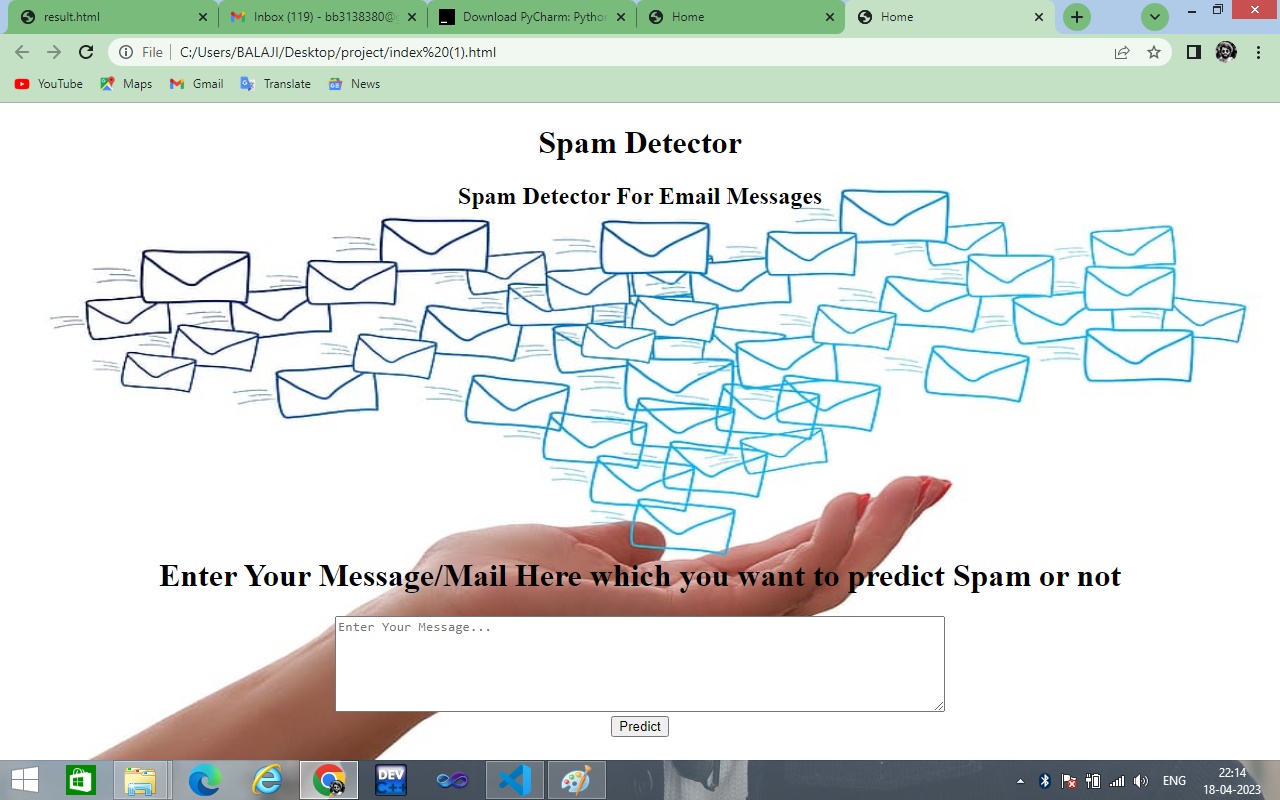 result.html
Inbox (119) - bb3138380@g
Download PyCharm: Python
Home
Home
File
C:/Users/BALAJI/Desktop/project/index%20(1).html
YouTube
Maps
Gmail
Translate
News
Spam Detector
Spam Detector For Email Messages
Enter Your Message/Mail Here which you want to predict Spam or not
Enter Your Message...
Predict
DEV
C++
ENG
22:14
18-04-2023